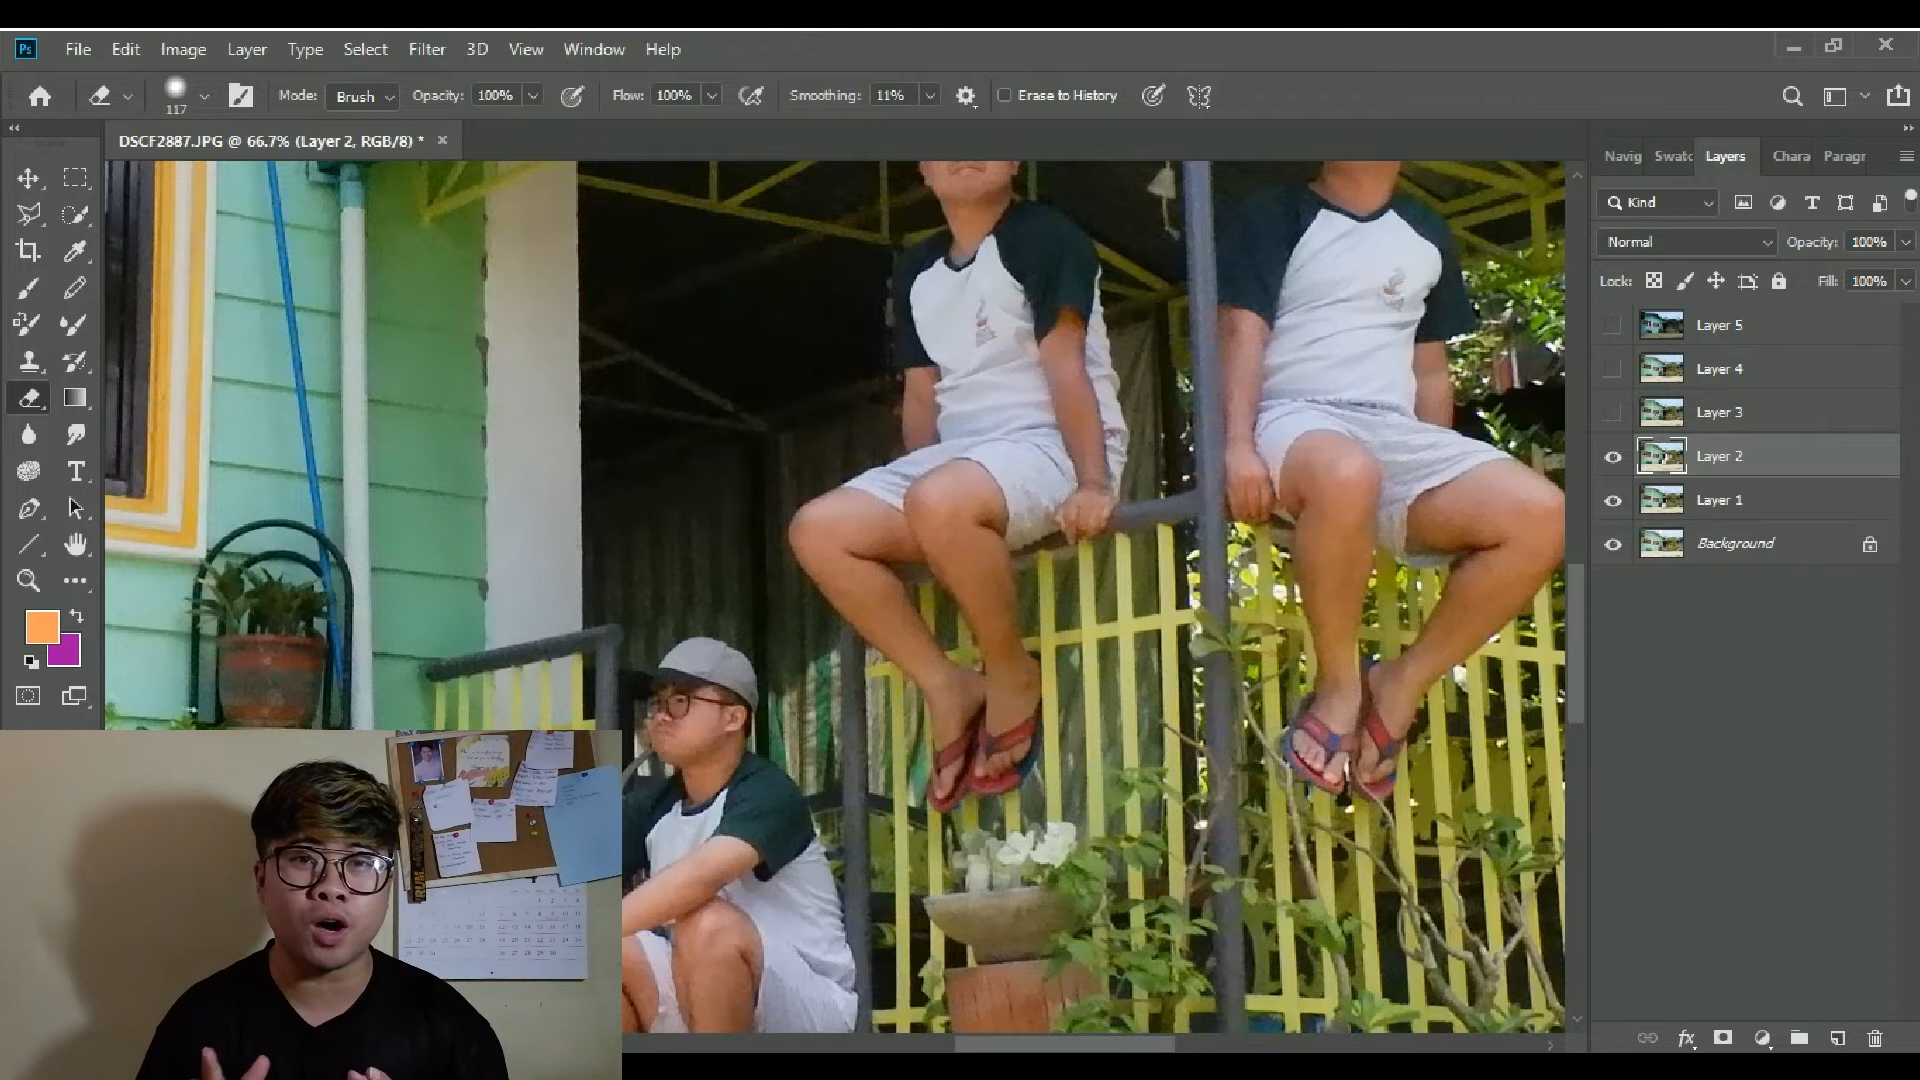 Ps File Edit Image Layer Type Select Filter 3D View Window Help
117 Mode: Brush Opacity: 100% Flow: 100% Smoothing: 11% Erase to History
DSCF2887.JPG @ 66.7% (Layer 2, RGB/8) *
Navig Swatc Layers Chara Paragr
Kind
Normal Opacity: 100%
Lock: Fill: 100%
Layer 5
Layer 4
Layer 3
Layer 2
Layer 1
Background